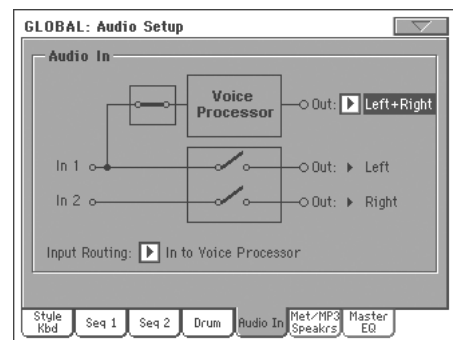 GLOBAL: Audio Setup
Audio In
Voice
Processor
Out: Left+Right
In 1
Out: Left
In 2
Out: Right
Input Routing: In to Voice Processor
Style
Kbd
Seq 1
Seq 2
Drum
Audio In
Met/MP3
Speakrs
Master
EQ